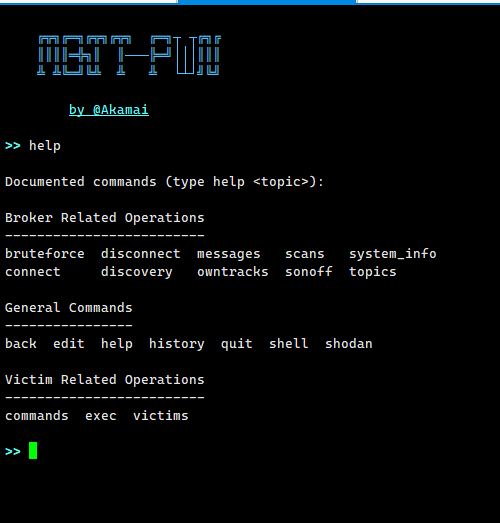 MQTT-PWN
by @Akamai
>> help
Documented commands (type help <topic>):
Broker Related Operations
=========================
bruteforce  disconnect  messages   scans   system_info
connect     discovery   owntracks  sonoff  topics
General Commands
================
back  edit  help  history  quit  shell  shodan
Victim Related Operations
=========================
commands  exec  victims
>>